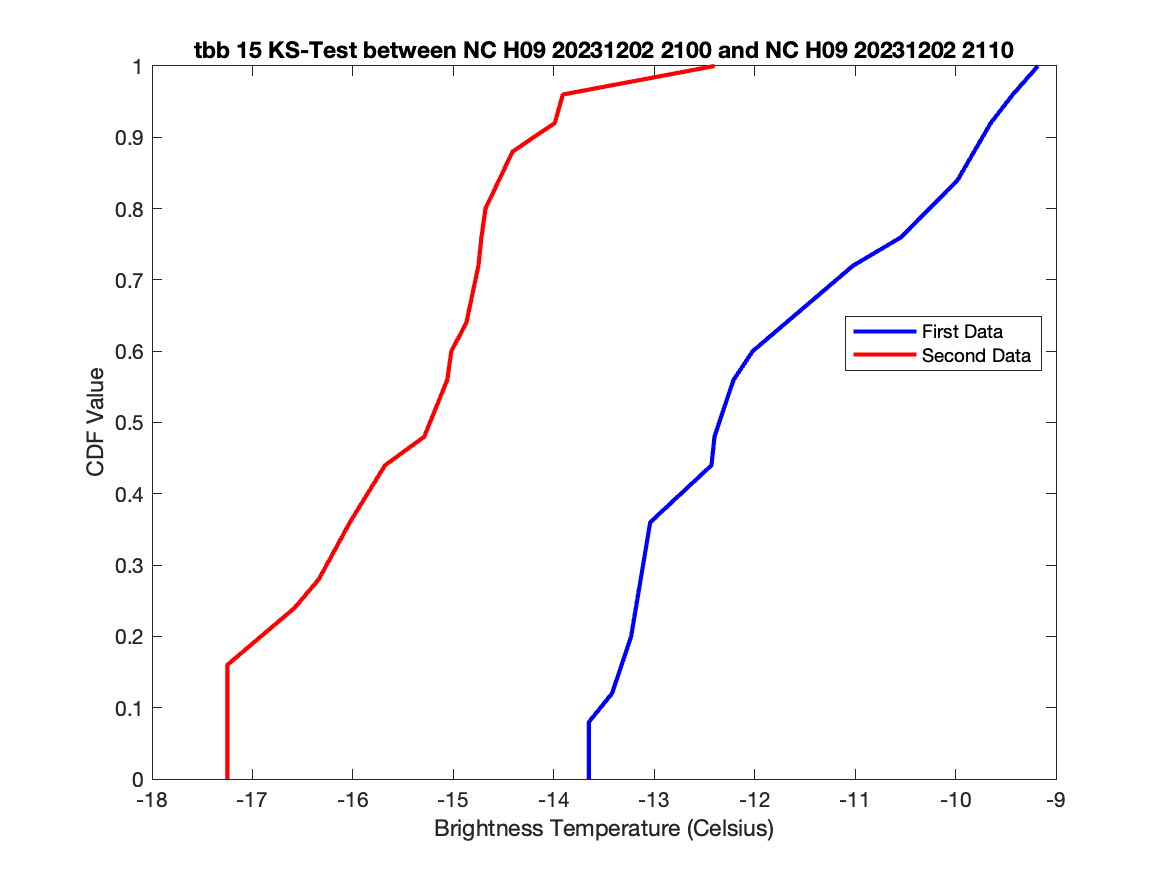 tbb 15 KS-Test between NC H09 20231202 2100 and NC H09 20231202 2110
1
0.9
0.8
0.7
0.6
0.5
0.4
0.3
0.2
0.1
0
CDF Value
First Data
Second Data
-18 -17 -16 -15 -14 -13 -12 -11 -10 -9
Brightness Temperature (Celsius)